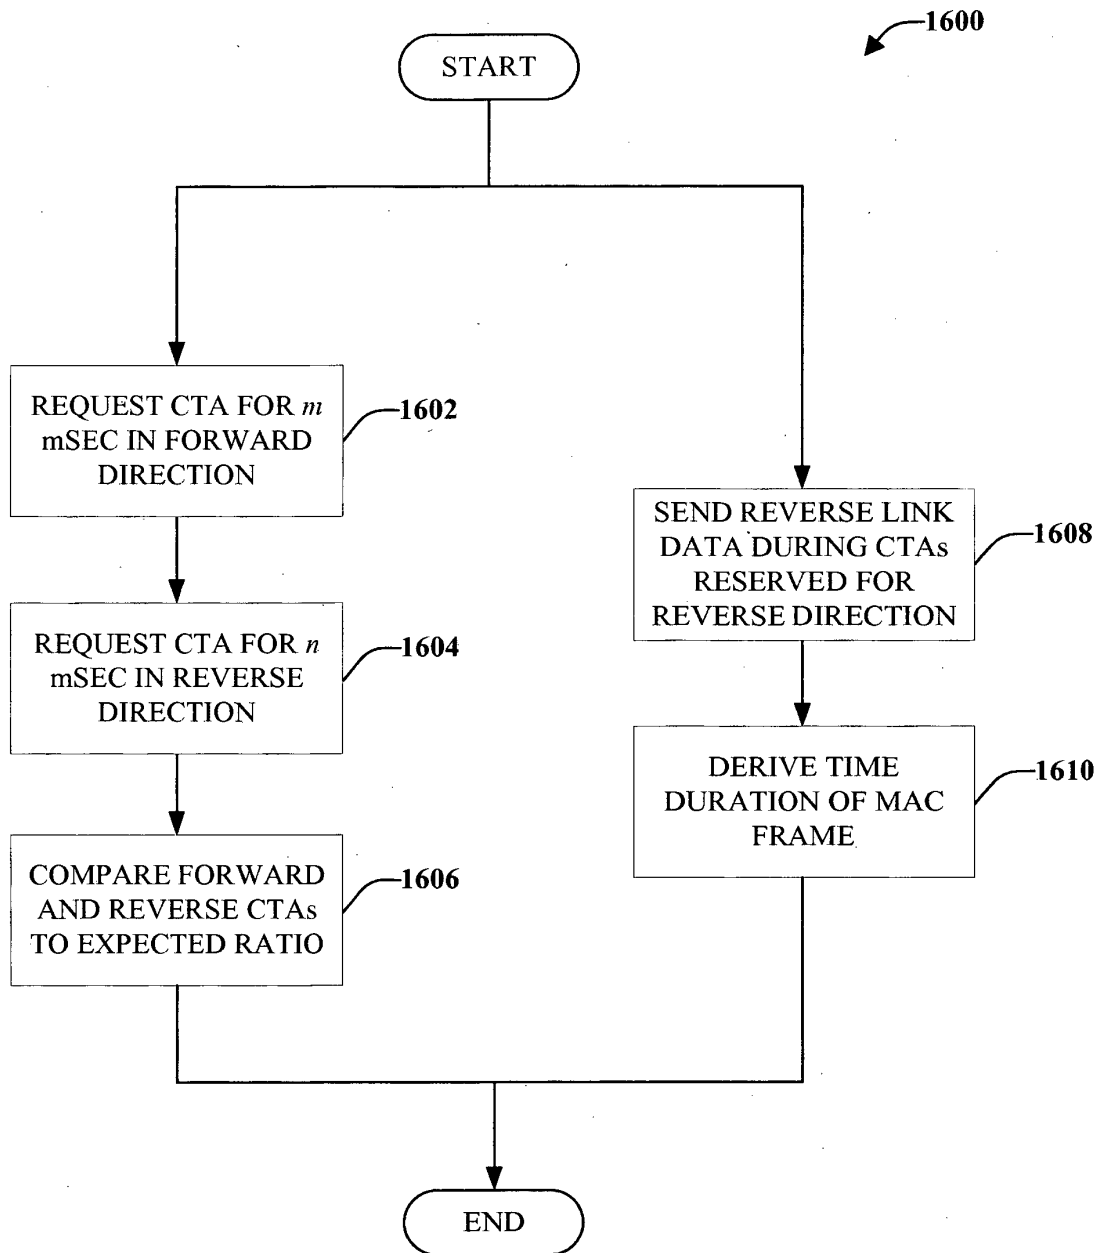 1600
START
REQUEST CTA FOR m
mSEC IN FORWARD
DIRECTION
1602
REQUEST CTA FOR n
mSEC IN REVERSE
DIRECTION
1604
COMPARE FORWARD
AND REVERSE CTAs
TO EXPECTED RATIO
1606
SEND REVERSE LINK
DATA DURING CTAs
RESERVED FOR
REVERSE DIRECTION
1608
DERIVE TIME
DURATION OF MAC
FRAME
1610
END